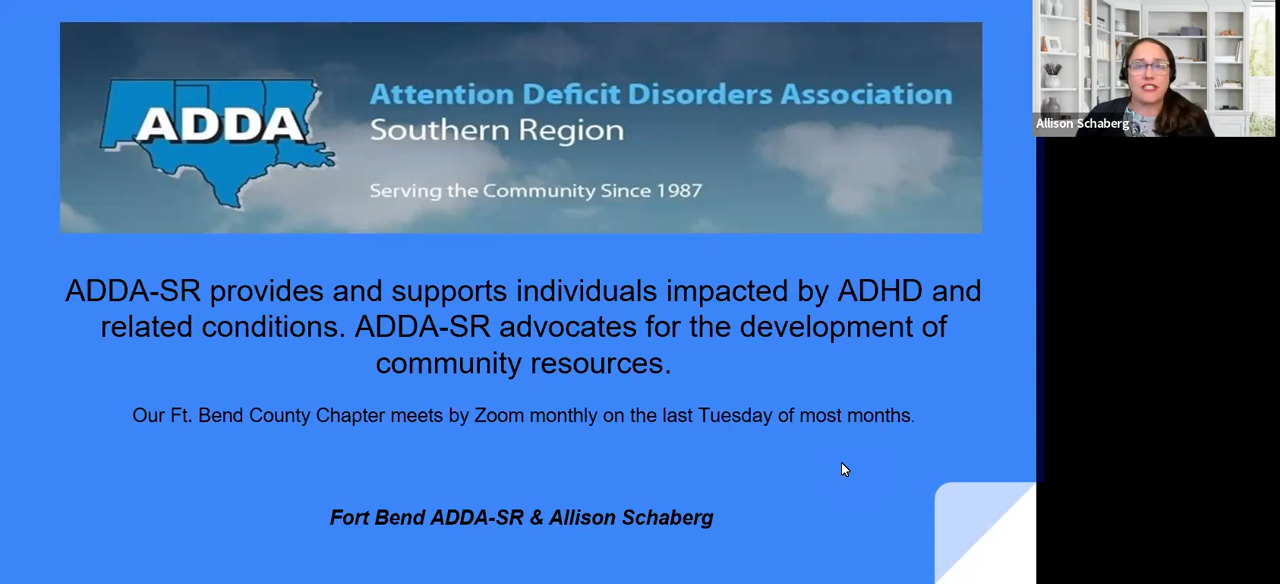 ADDA
Attention Deficit Disorders Association
Southern Region
Serving the Community Since 1987
Allison Schaberg
ADDA-SR provides and supports individuals impacted by ADHD and
related conditions. ADDA-SR advocates for the development of
community resources.
Our Ft. Bend County Chapter meets by Zoom monthly on the last Tuesday of most months.
Fort Bend ADDA-SR & Allison Schaberg